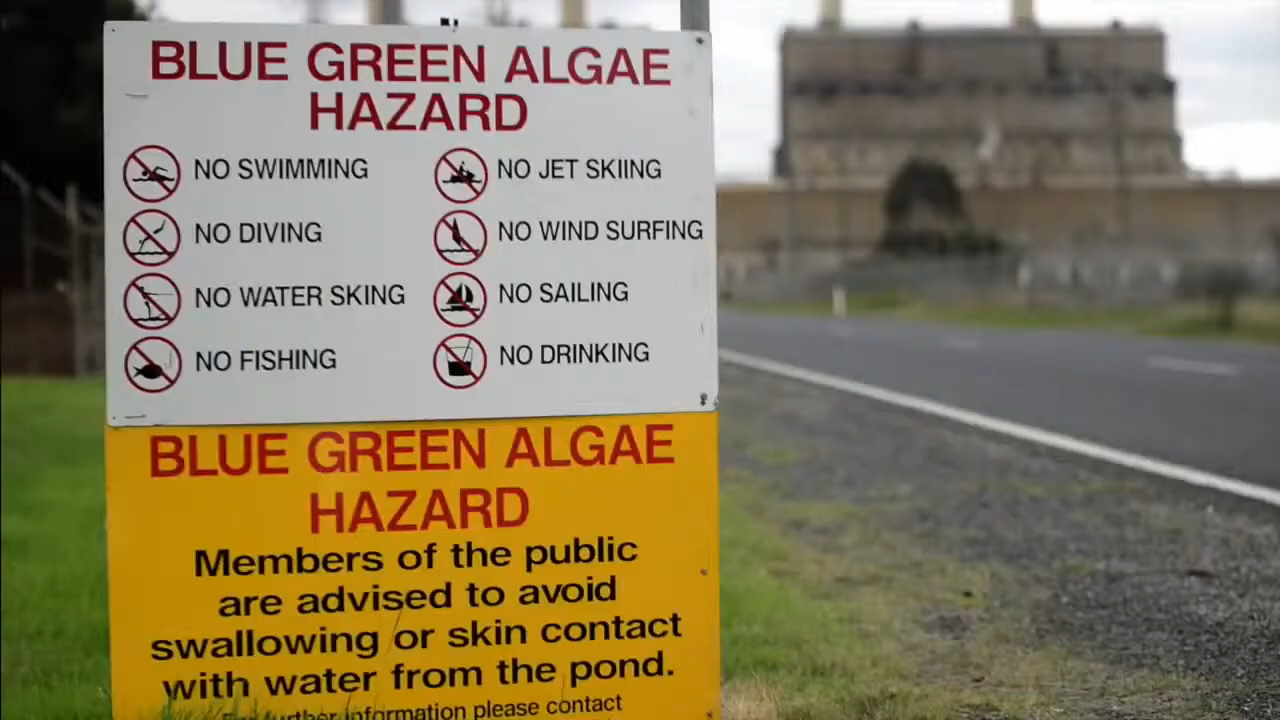 BLUE GREEN ALGAE
HAZARD
NO SWIMMING
NO JET SKIING
NO DIVING
NO WIND SURFING
NO WATER SKING
NO SAILING
NO FISHING
NO DRINKING
BLUE GREEN ALGAE
HAZARD
Members of the public
are advised to avoid
swallowing or skin contact
with water from the pond.
For further information please contact